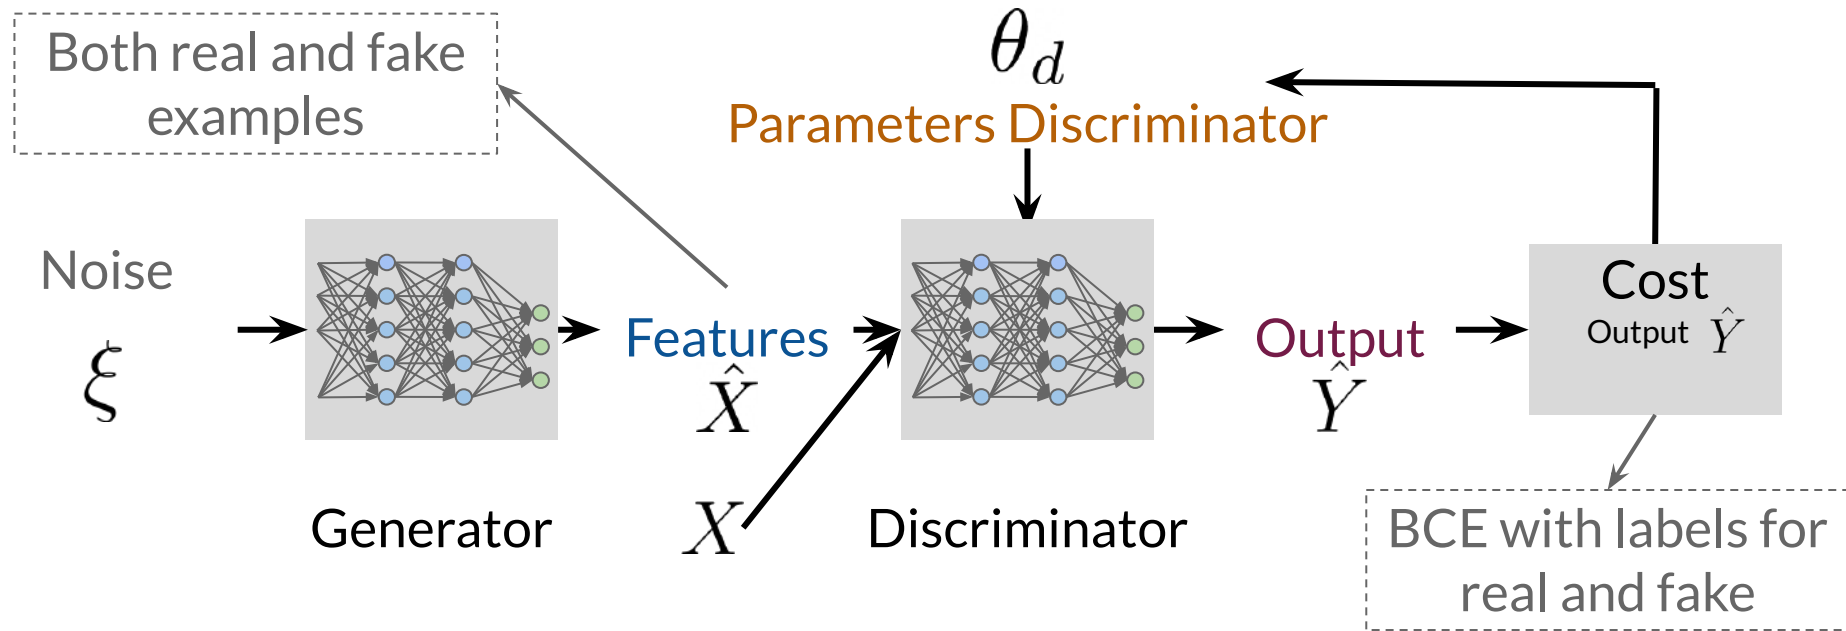 Both real and fake
examples
θ_d
Parameters Discriminator
Noise
ξ
Features
X̂
X
Output
Ŷ
Cost
Output Ŷ
Generator
Discriminator
BCE with labels for
real and fake